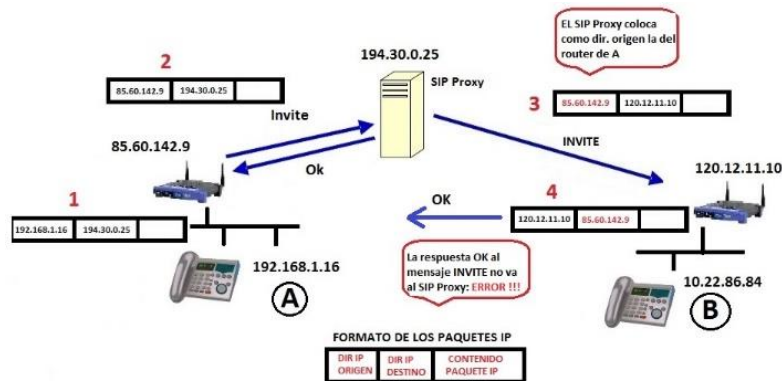 2
85.60.142.9 194.30.0.25
194.30.0.25
SIP Proxy
EL SIP Proxy coloca
como dir. origen la del
router de A
3
85.60.142.9 120.12.11.10
Invite
Ok
INVITE
85.60.142.9
120.12.11.10
1
192.168.1.16 194.30.0.25
OK
4
120.12.11.10 85.60.142.9
192.168.1.16
A
La respuesta OK al
mensaje INVITE no va
al SIP Proxy: ERROR !!!
10.22.86.84
B
FORMATO DE LOS PAQUETES IP
DIR IP
ORIGEN
DIR IP
DESTINO
CONTENIDO
PAQUETE IP